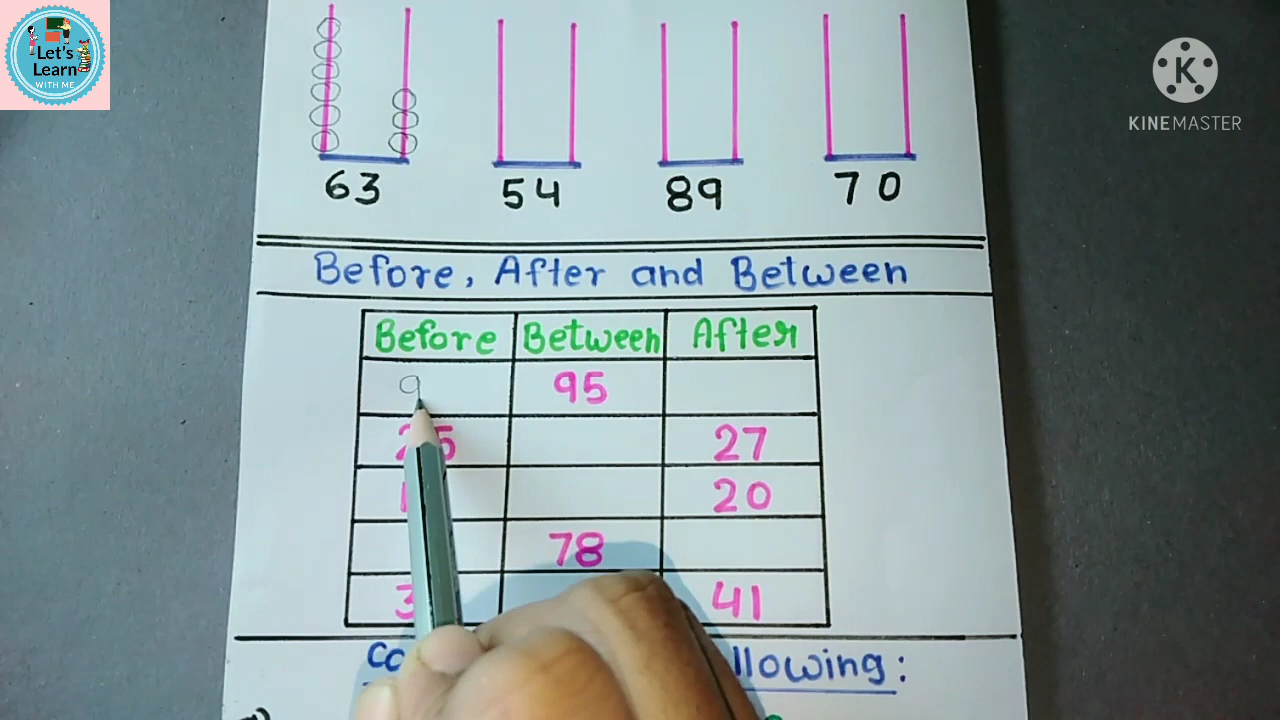 Let's
Learn
WITH ME
KINEMASTER
63 54 89 70
Before, After and Between
Before Between After
9 95
25 27
20
78
41